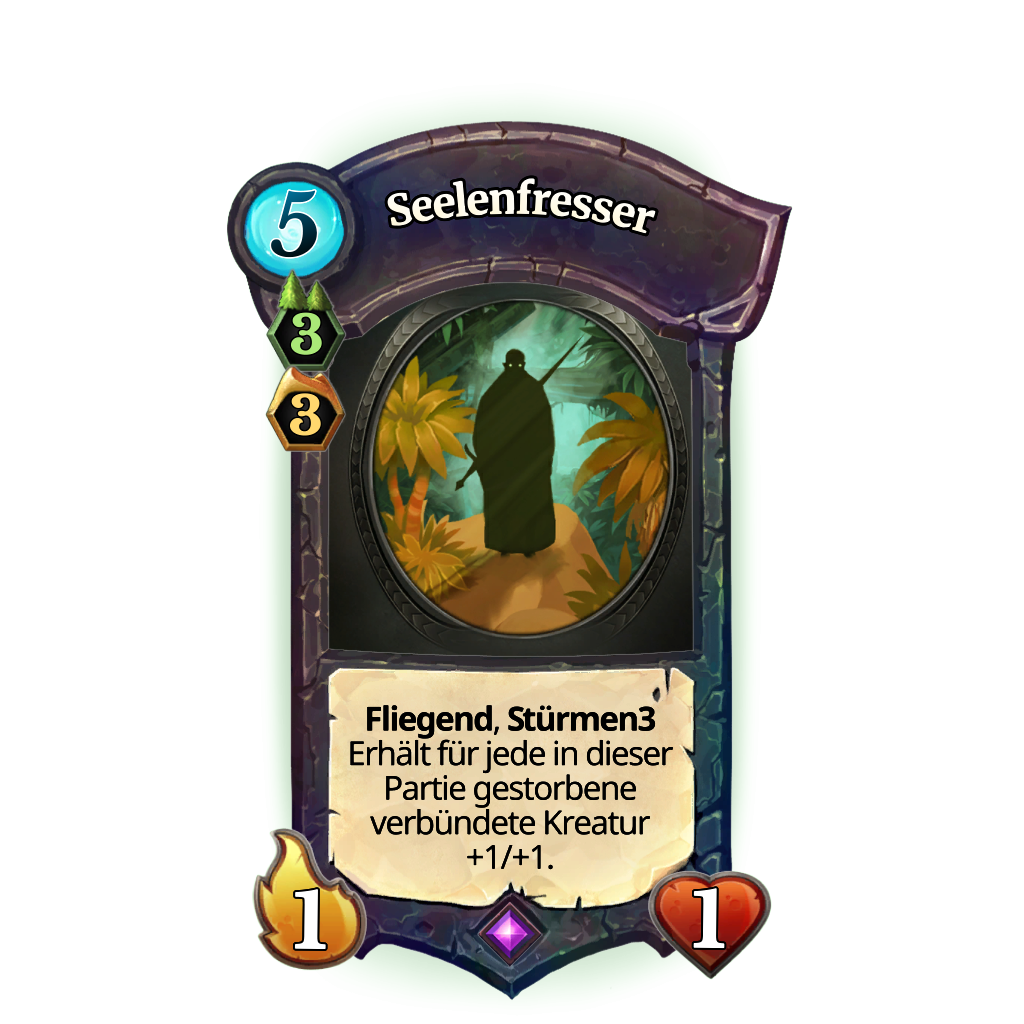 Seelenfresser
5
3
3
Fliegend, Stürmen3
Erhält für jede in dieser
Partie gestorbene
verbündete Kreatur
+1/+1.
1
1